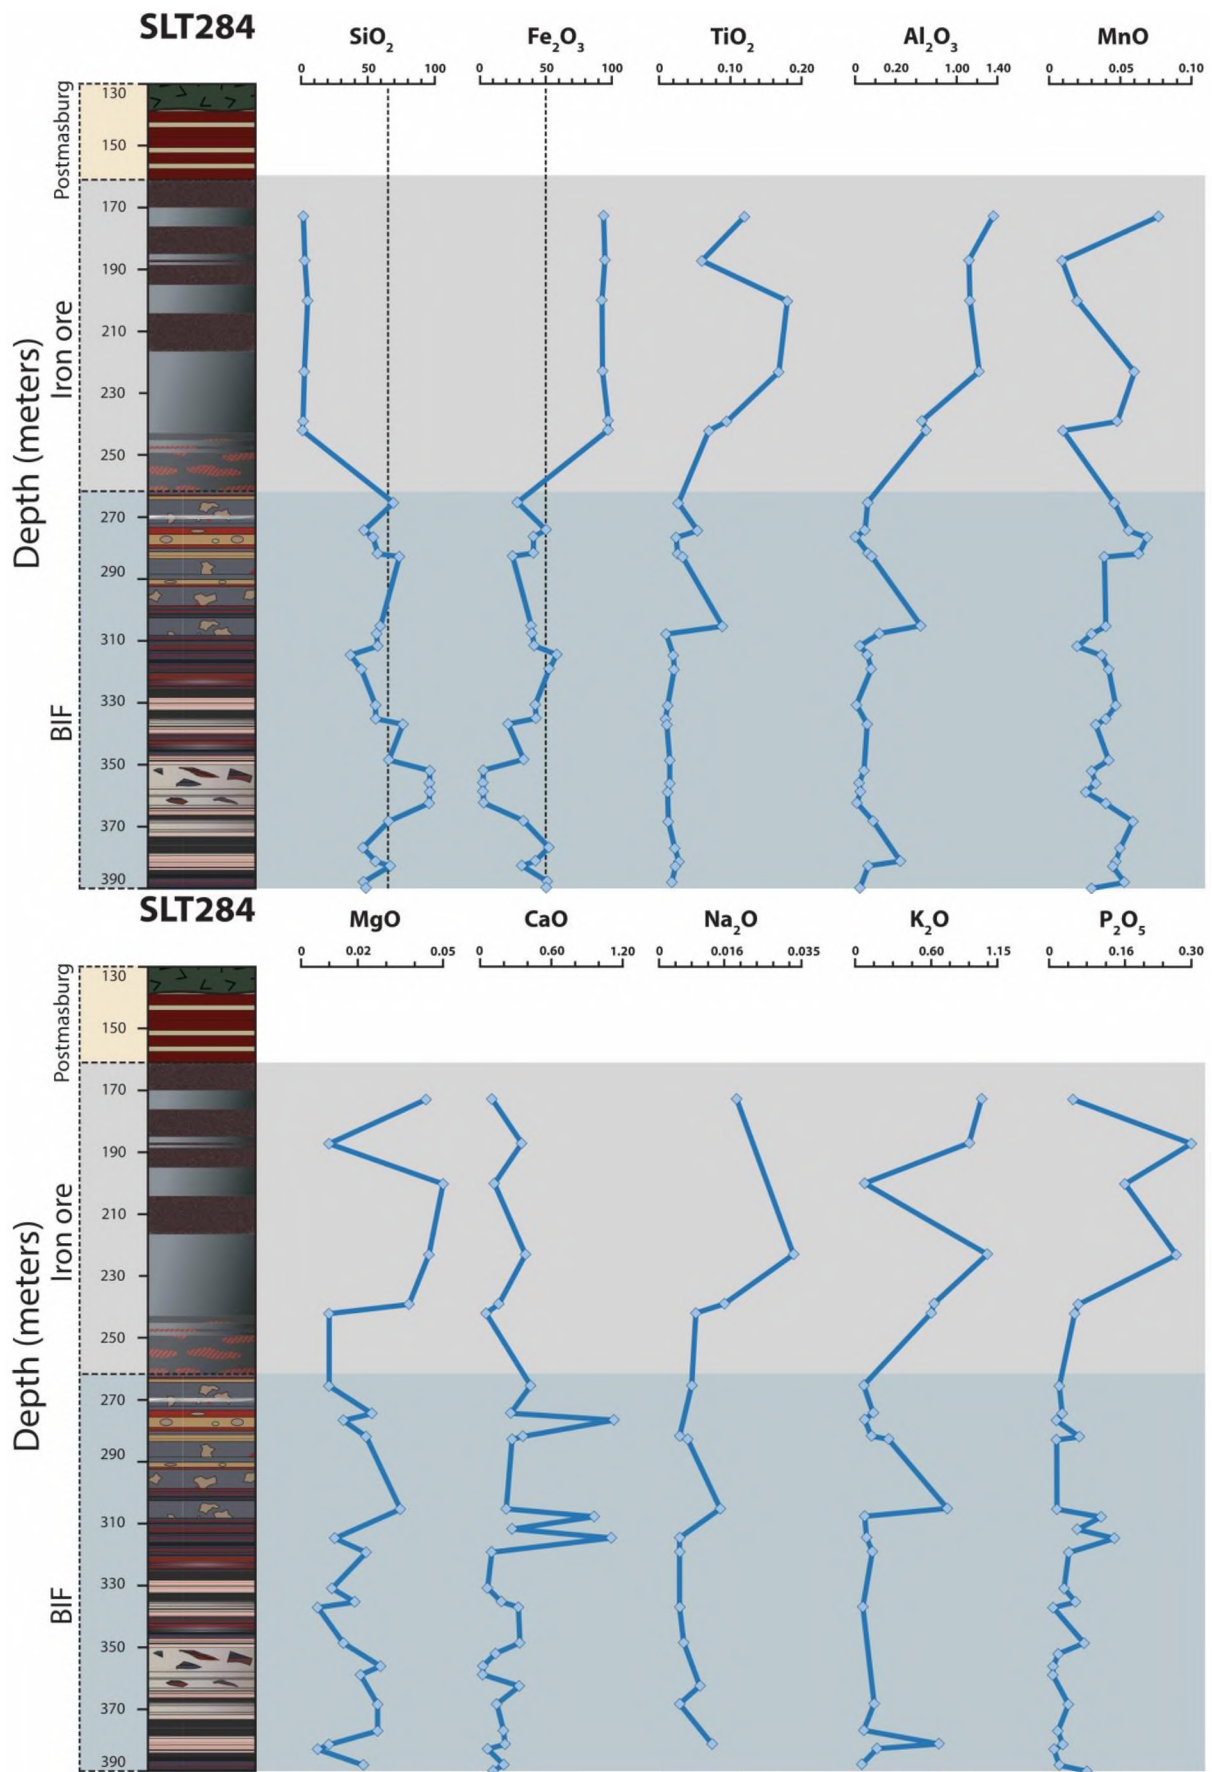 SLT284
SiO2 Fe2O3 TiO2 Al2O3 MnO
0 50 100 0 50 100 0 0.10 0.20 0 0.20 1.00 1.40 0 0.05 0.10
Postmasburg
Iron ore
BIF
Depth (meters)
130
150
170
190
210
230
250
270
290
310
330
350
370
390
SLT284
MgO CaO Na2O K2O P2O5
0 0.02 0.05 0 0.60 1.20 0 0.016 0.035 0 0.60 1.15 0 0.16 0.30
Postmasburg
Iron ore
BIF
Depth (meters)
130
150
170
190
210
230
250
270
290
310
330
350
370
390